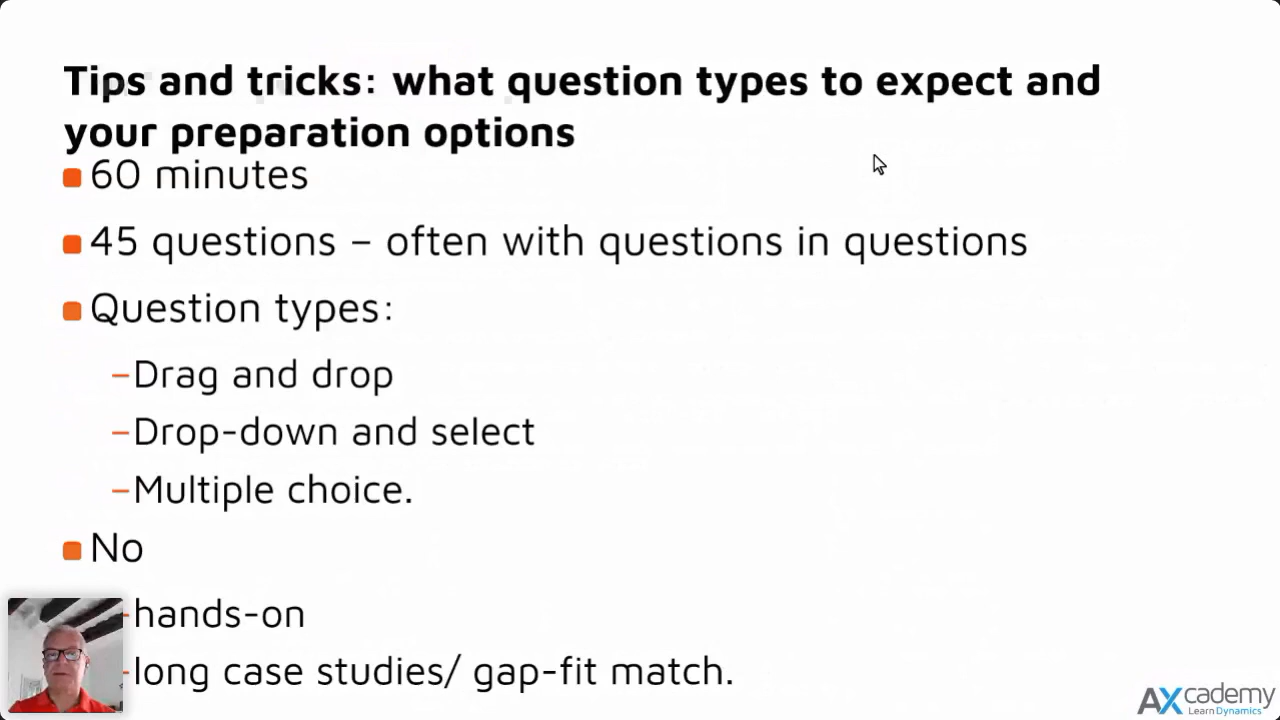 Tips and tricks: what question types to expect and
your preparation options
60 minutes
45 questions – often with questions in questions
Question types:
–Drag and drop
–Drop-down and select
–Multiple choice.
No
-hands-on
-long case studies/ gap-fit match.
AXcademy
Learn Dynamics